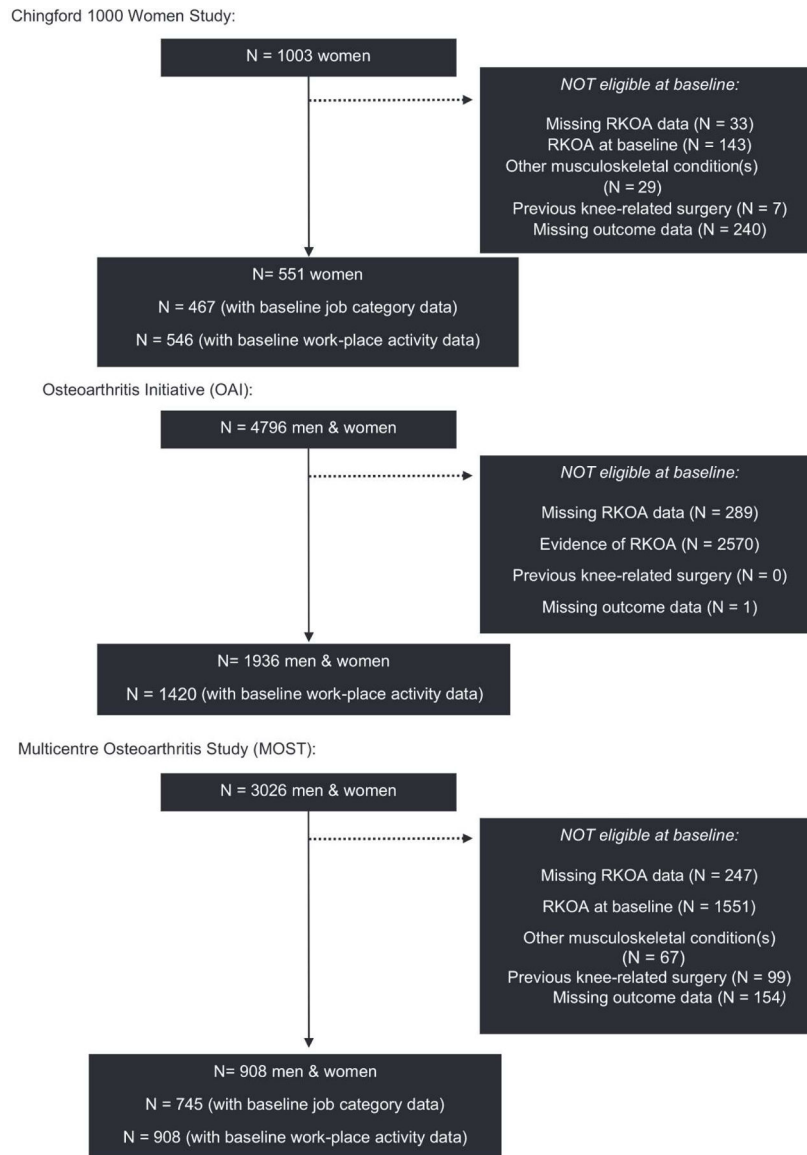 Chingford 1000 Women Study:
N = 1003 women
NOT eligible at baseline:
Missing RKOA data (N = 33)
RKOA at baseline (N = 143)
Other musculoskeletal condition(s)
(N = 29)
Previous knee-related surgery (N = 7)
Missing outcome data (N = 240)
N= 551 women
N = 467 (with baseline job category data)
N = 546 (with baseline work-place activity data)
Osteoarthritis Initiative (OAI):
N = 4796 men & women
NOT eligible at baseline:
Missing RKOA data (N = 289)
Evidence of RKOA (N = 2570)
Previous knee-related surgery (N = 0)
Missing outcome data (N = 1)
N= 1936 men & women
N = 1420 (with baseline work-place activity data)
Multicentre Osteoarthritis Study (MOST):
N = 3026 men & women
NOT eligible at baseline:
Missing RKOA data (N = 247)
RKOA at baseline (N = 1551)
Other musculoskeletal condition(s)
(N = 67)
Previous knee-related surgery (N = 99)
Missing outcome data (N = 154)
N= 908 men & women
N = 745 (with baseline job category data)
N = 908 (with baseline work-place activity data)